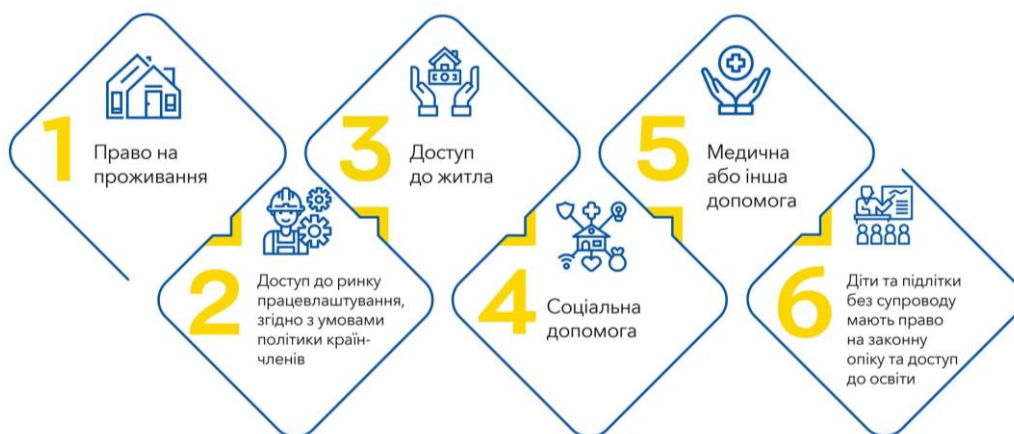 1
Право на
проживання
2
Доступ до ринку
працевлаштування,
згідно з умовами
політики країн-
членів
3
Доступ
до житла
4
Соціальна
допомога
5
Медична
або інша
допомога
6
Діти та підлітки
без супроводу
мають право
на законну
опіку та доступ
до освіти